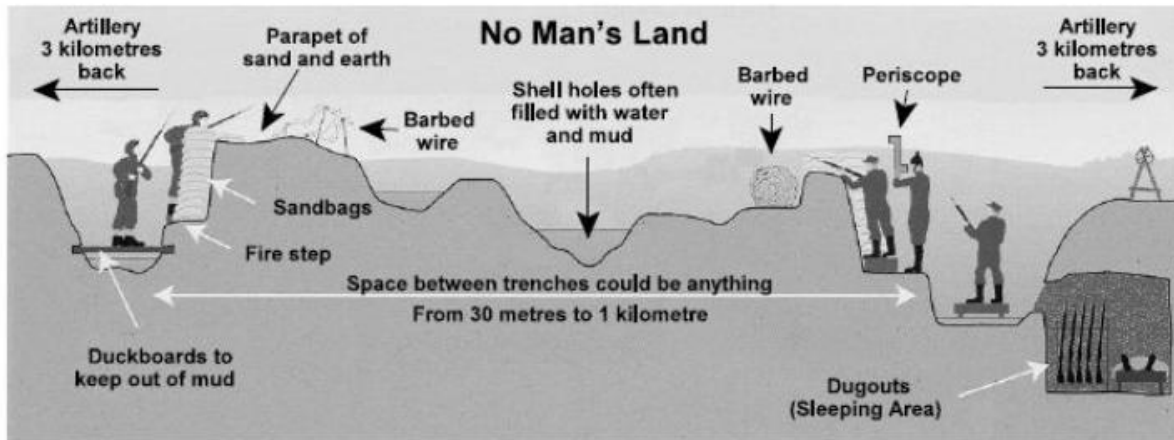 No Man's Land
Artillery
3 kilometres
back
Parapet of
sand and earth
Barbed
wire
Shell holes often
filled with water
and mud
Barbed
wire
Periscope
Artillery
3 kilometres
back
Sandbags
Fire step
Space between trenches could be anything
From 30 metres to 1 kilometre
Duckboards to
keep out of mud
Dugouts
(Sleeping Area)